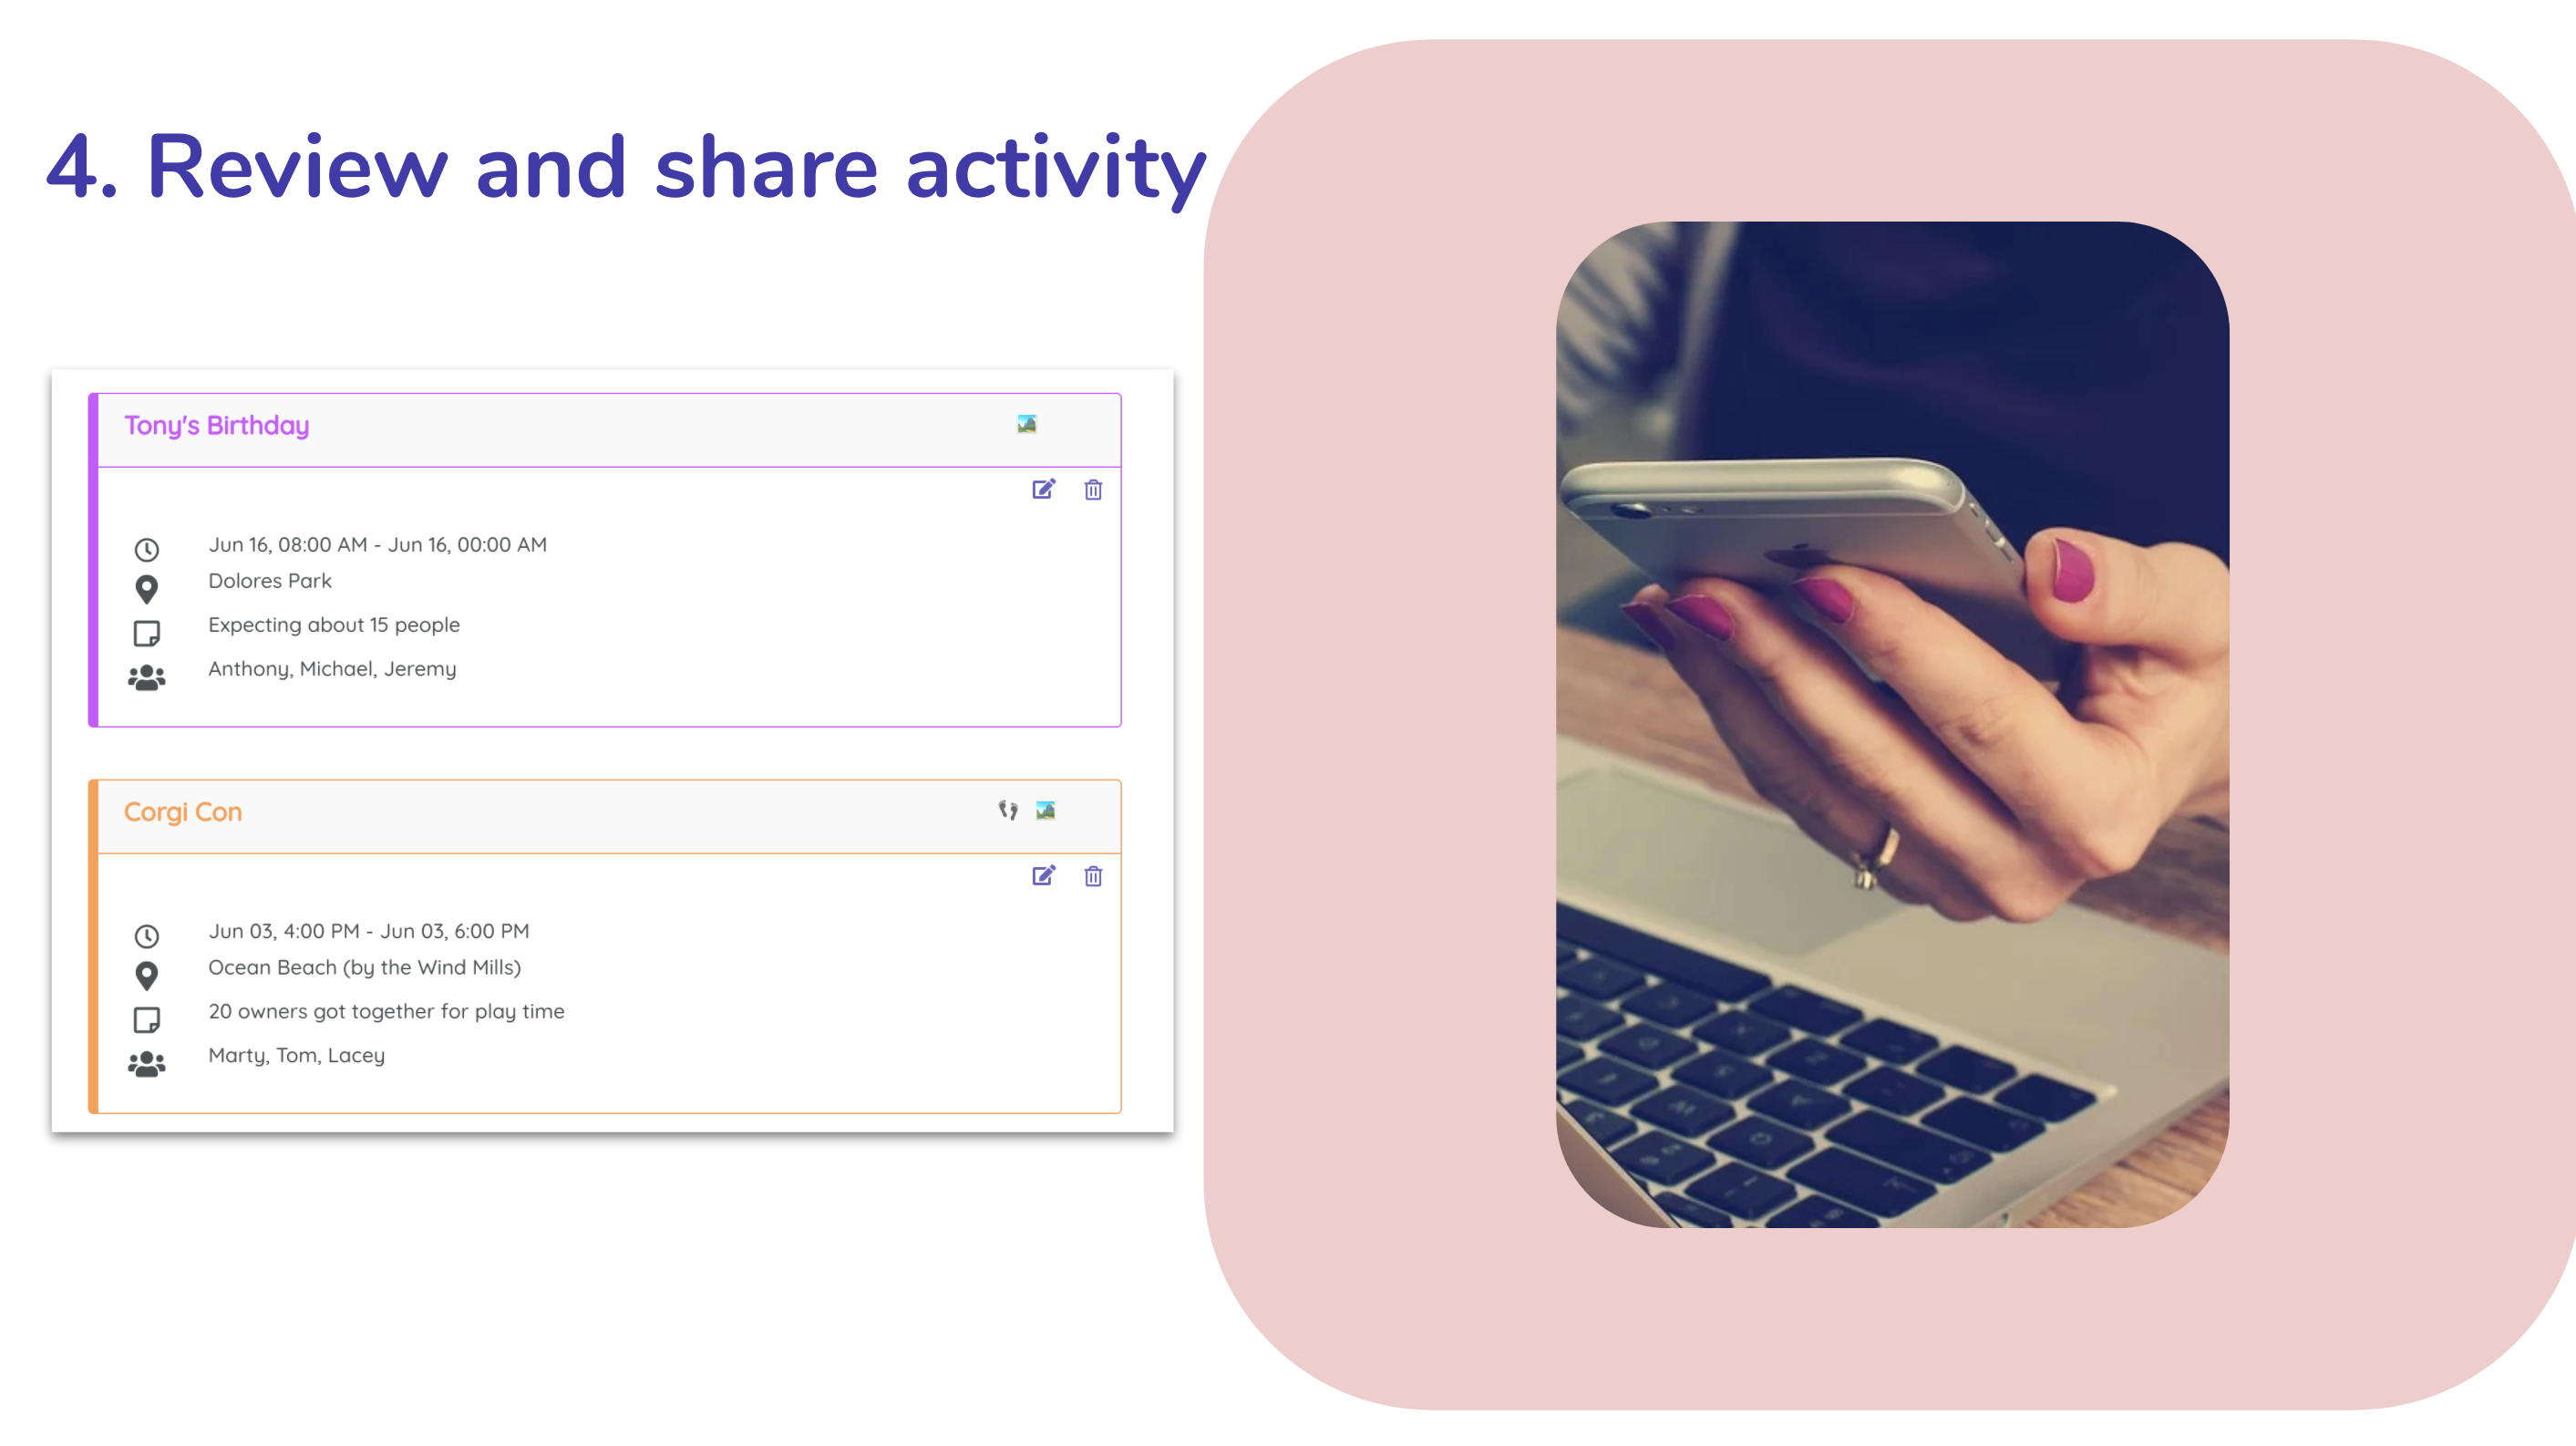 4. Review and share activity
Tony's Birthday
Jun 16, 08:00 AM - Jun 16, 00:00 AM
Dolores Park
Expecting about 15 people
Anthony, Michael, Jeremy
Corgi Con
Jun 03, 4:00 PM - Jun 03, 6:00 PM
Ocean Beach (by the Wind Mills)
20 owners got together for play time
Marty, Tom, Lacey